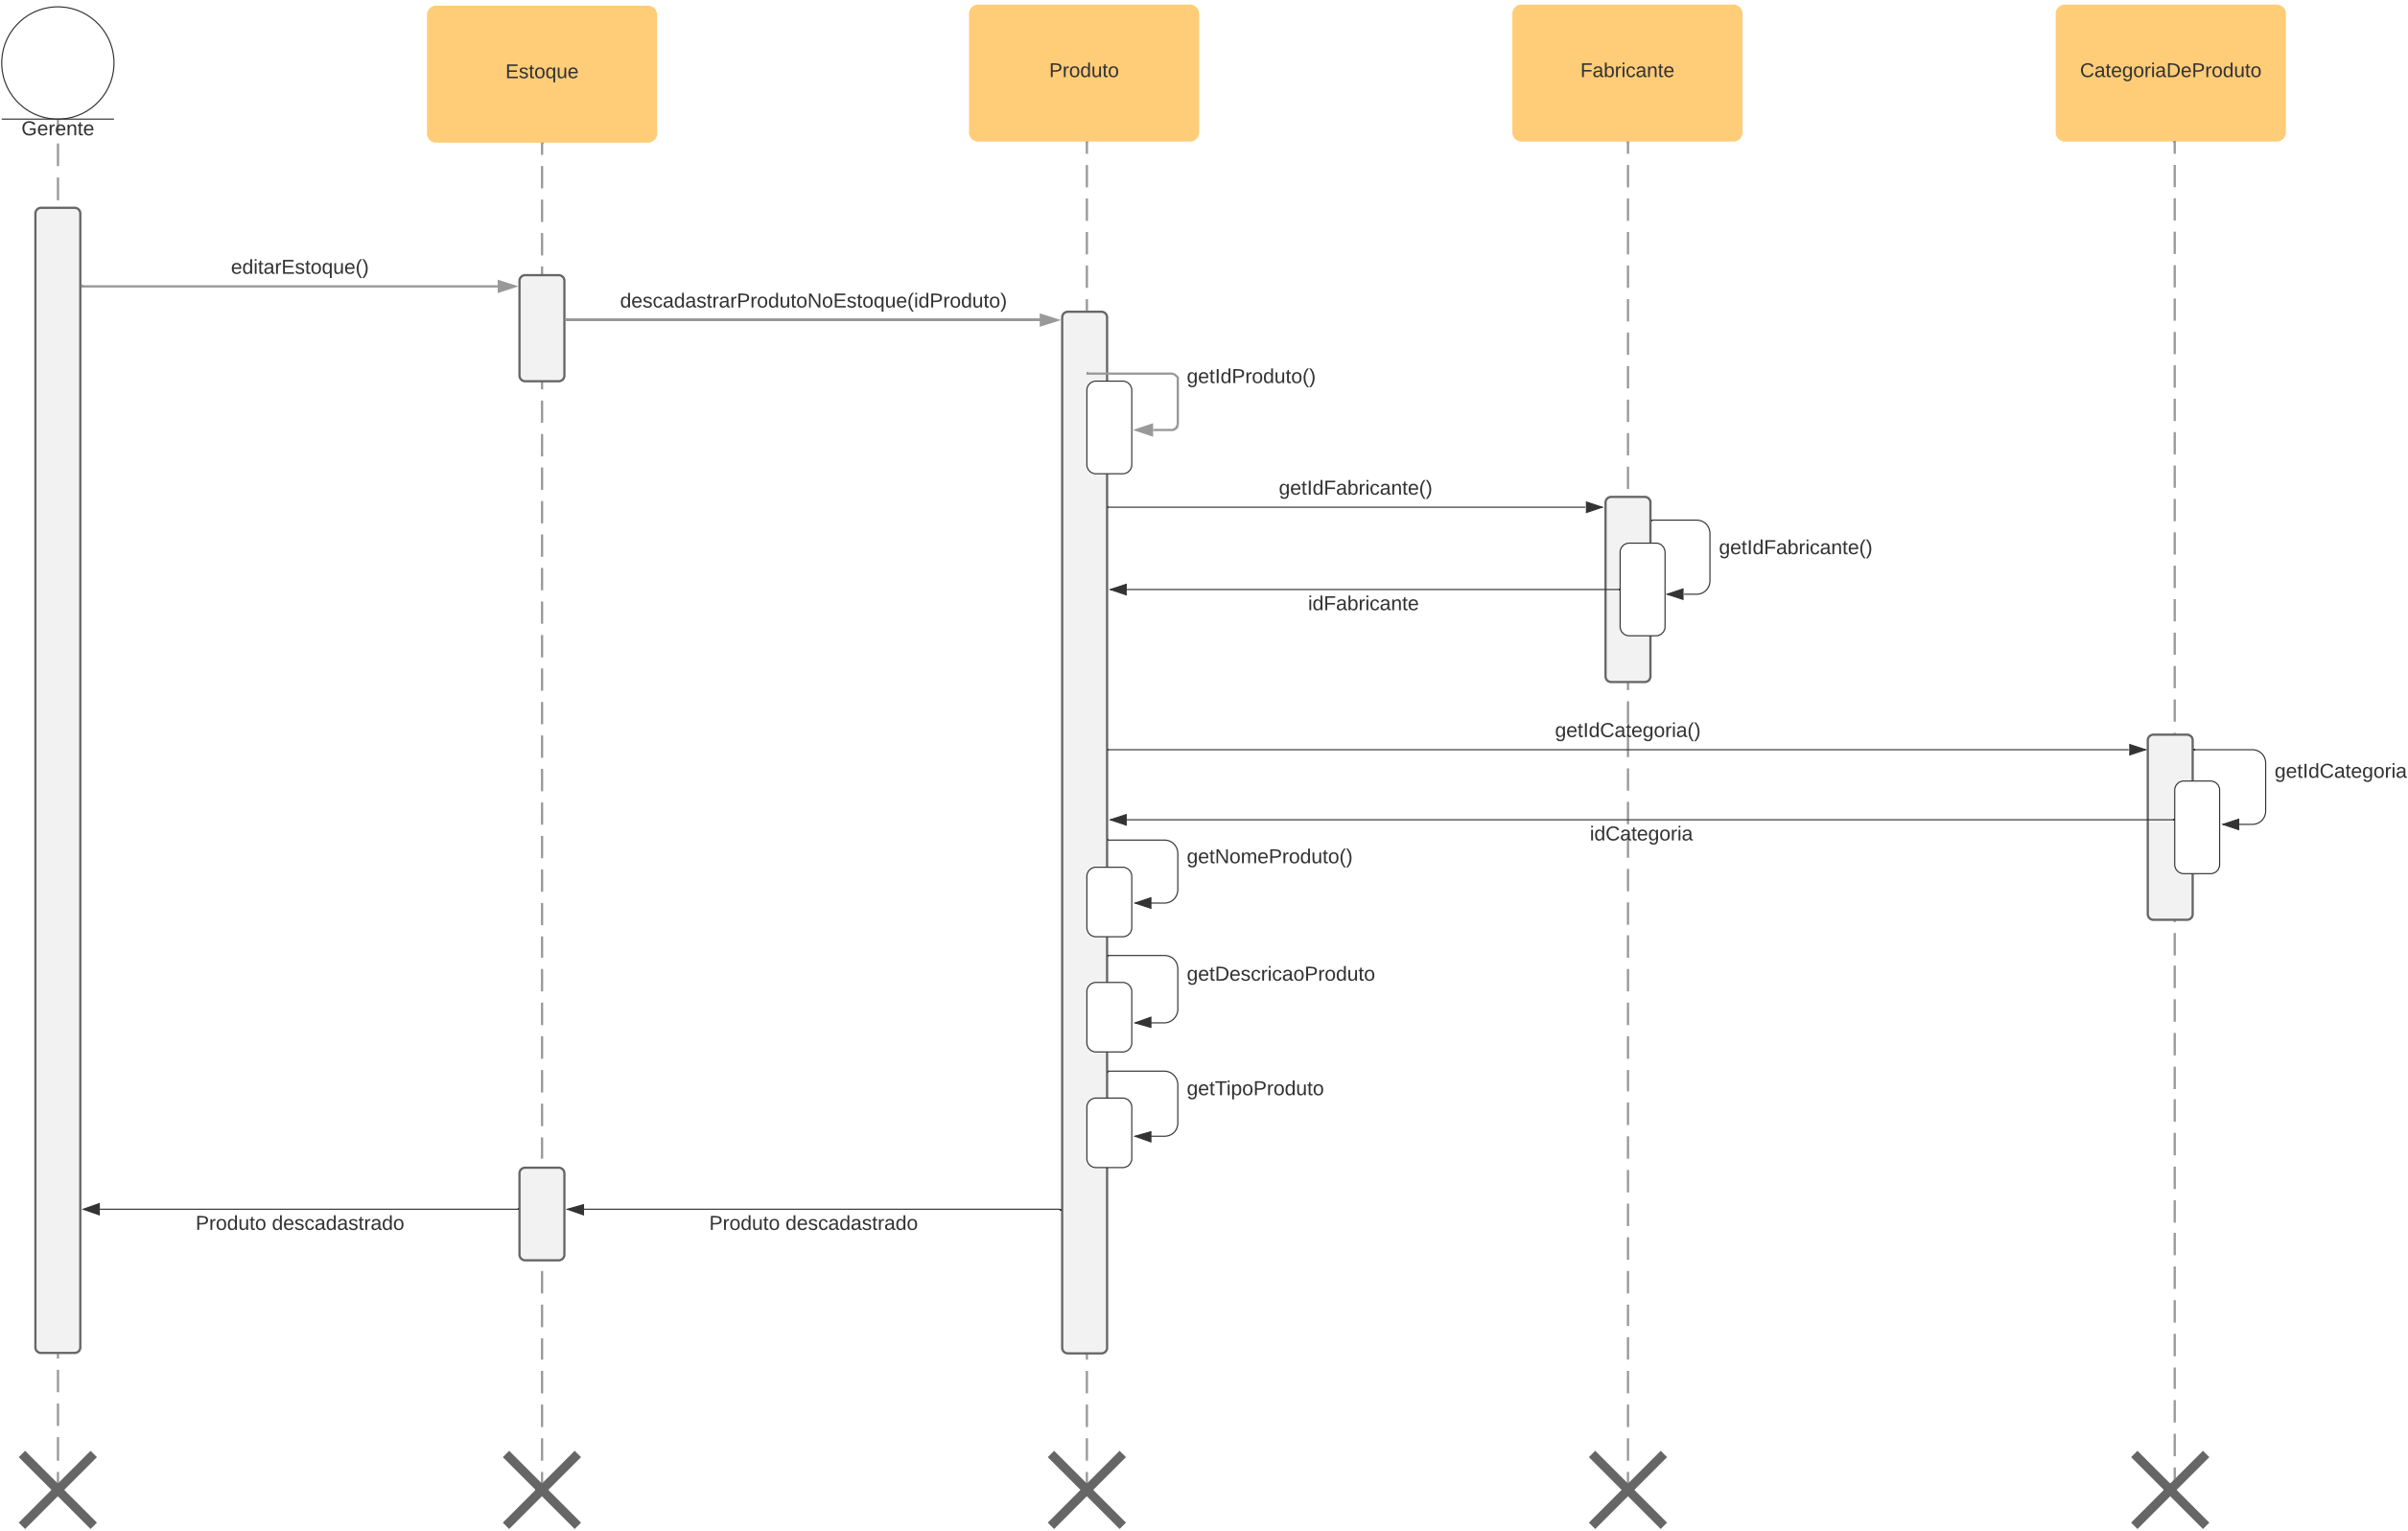 Gerente
Estoque
Produto
Fabricante
CategoriaDeProduto
editarEstoque()
descadastrarProdutoNoEstoque(idProduto)
getIdProduto()
getIdFabricante()
getIdFabricante()
idFabricante
getIdCategoria()
getIdCategoria
idCategoria
getNomeProduto()
getDescricaoProduto
getTipoProduto
Produto descadastrado
Produto descadastrado